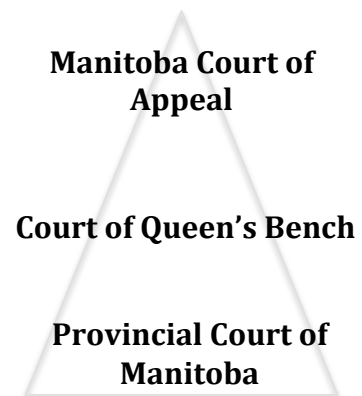 Manitoba Court of
Appeal
Court of Queen’s Bench
Provincial Court of
Manitoba